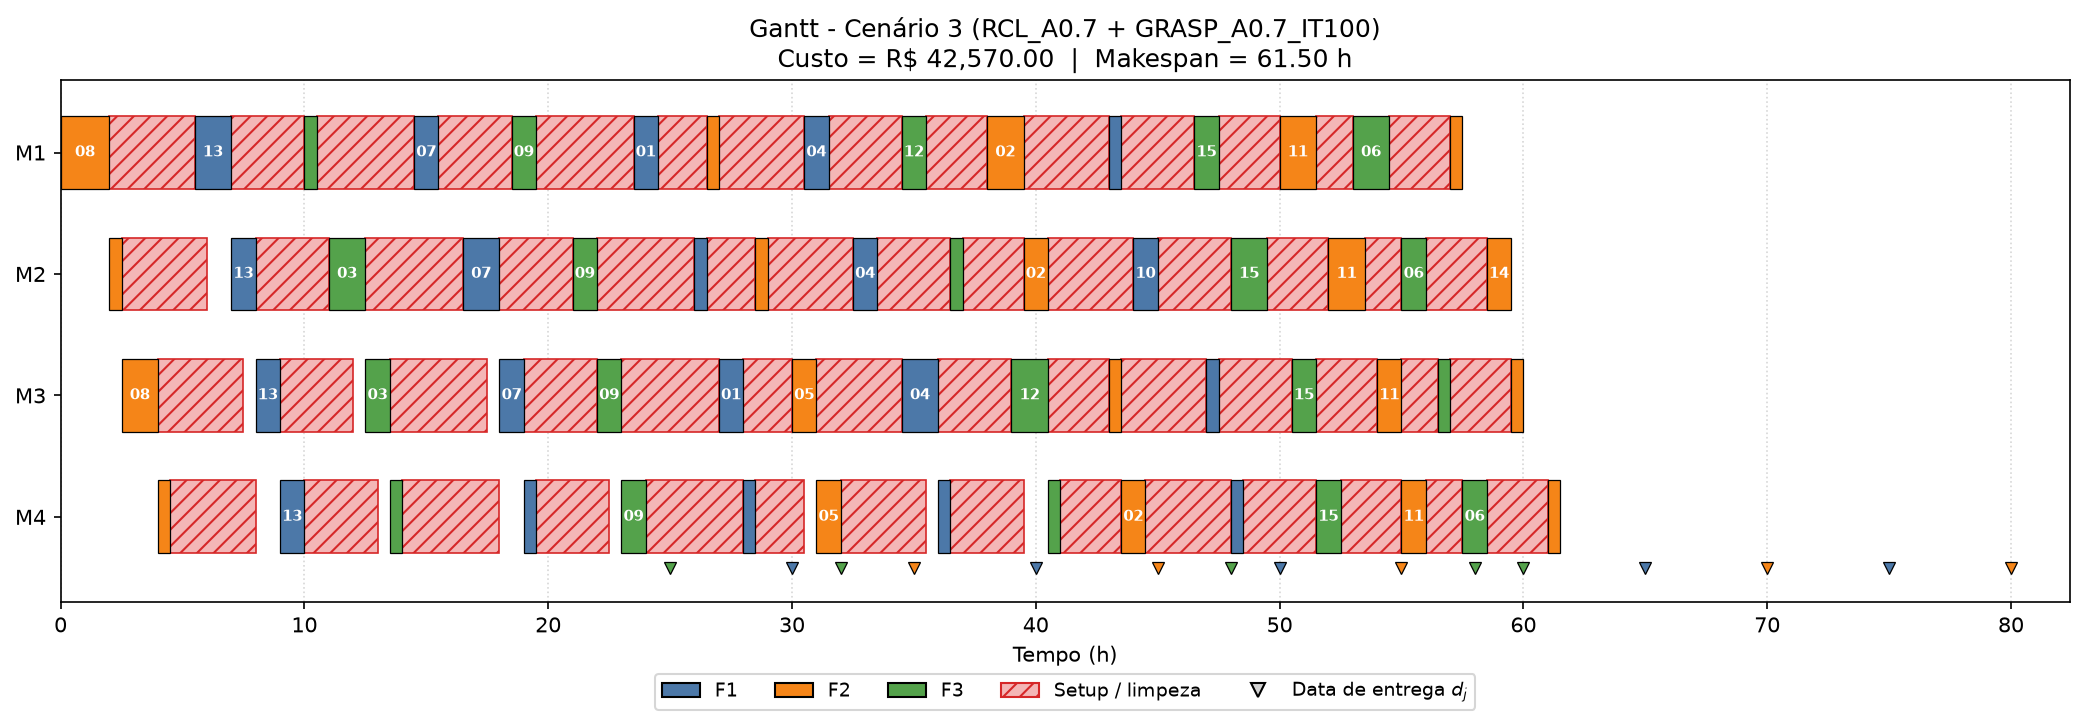 Gantt - Cenário 3 (RCL_A0.7 + GRASP_A0.7_IT100)
Custo = R$ 42,570.00 | Makespan = 61.50 h
M1 08 13 07 09 01 04 12 02 15 11 06
M2 13 03 07 09 04 02 10 15 11 06 14
M3 08 13 03 07 09 01 05 04 12 15 11
M4 13 09 05 02 15 11 06
0 10 20 30 40 50 60 70 80
Tempo (h)
F1 F2 F3 Setup / limpeza Data de entrega dj